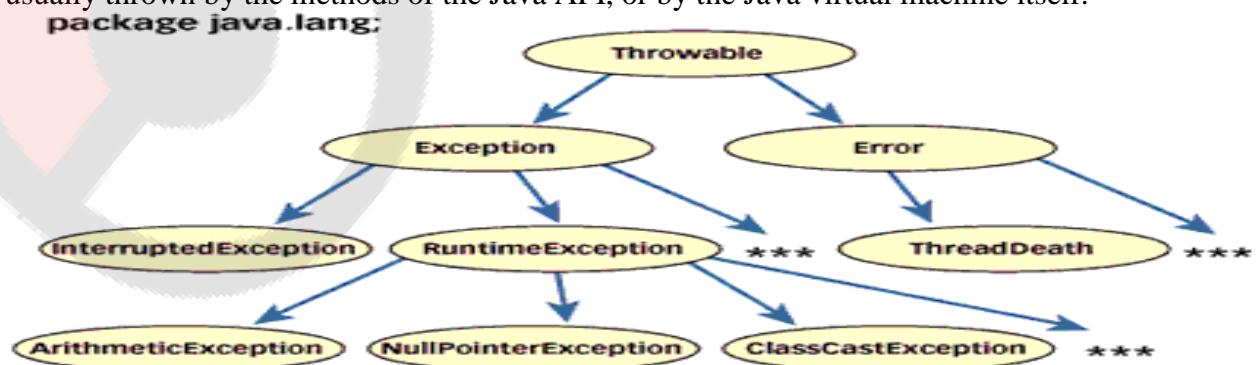 usually thrown by the methods of the Java API, or by the Java virtual machine itself.
package java.lang;
Throwable
Exception Error
InterruptedException RuntimeException *** ThreadDeath ***
ArithmeticException NullPointerException ClassCastException ***